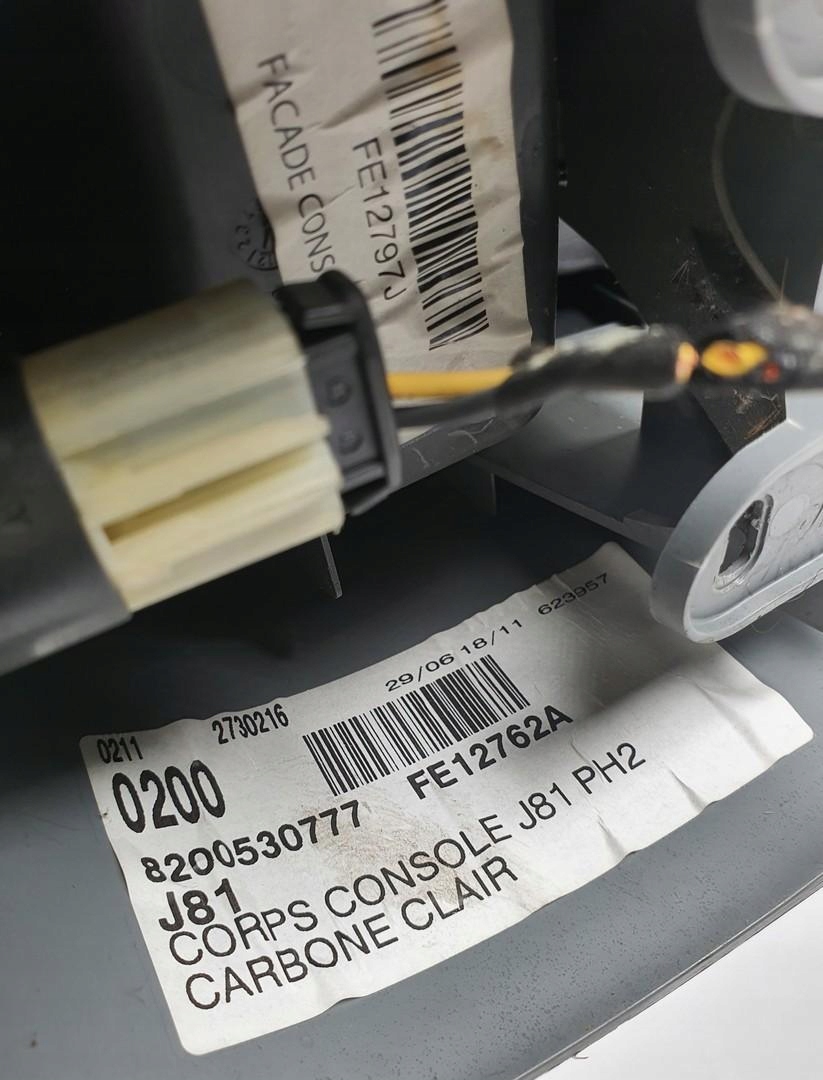 FE12797J
FACADE CONS
29/06 18/11 623957
0211 2730216
0200
8200530777 FE12762A
J81
CORPS CONSOLE J81 PH2
CARBONE CLAIR